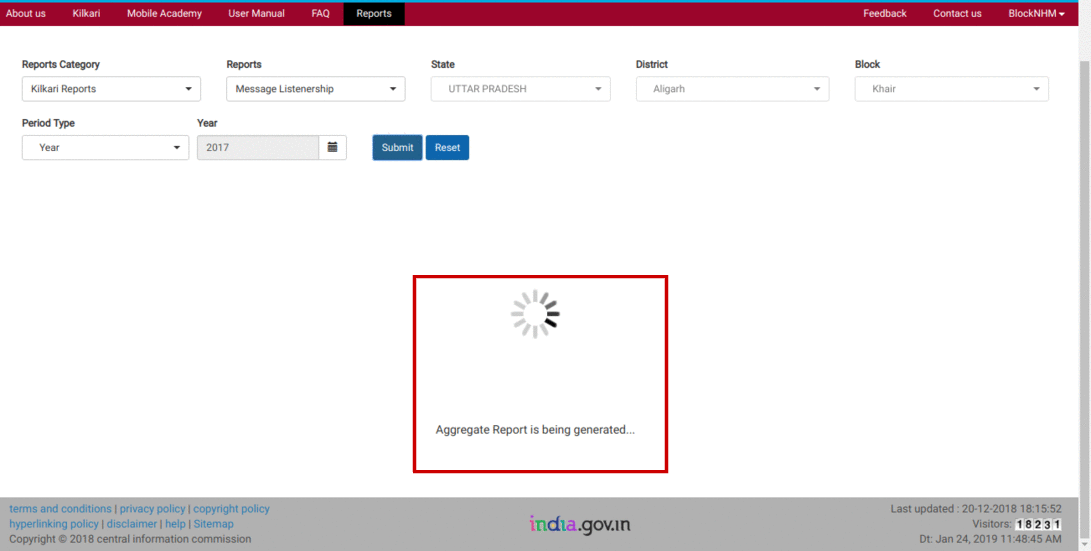 About us Kilkari Mobile Academy User Manual FAQ Reports Feedback Contact us BlockNHM
Reports Category Reports State District Block
Kilkari Reports Message Listenership UTTAR PRADESH Aligarh Khair
Period Type Year
Year 2017 Submit Reset
Aggregate Report is being generated...
terms and conditions | privacy policy | copyright policy
hyperlinking policy | disclaimer | help | Sitemap
Copyright © 2018 central information commission
india.gov.in
Last updated : 20-12-2018 18:15:52
Visitors: 18231
Dt: Jan 24, 2019 11:48:45 AM